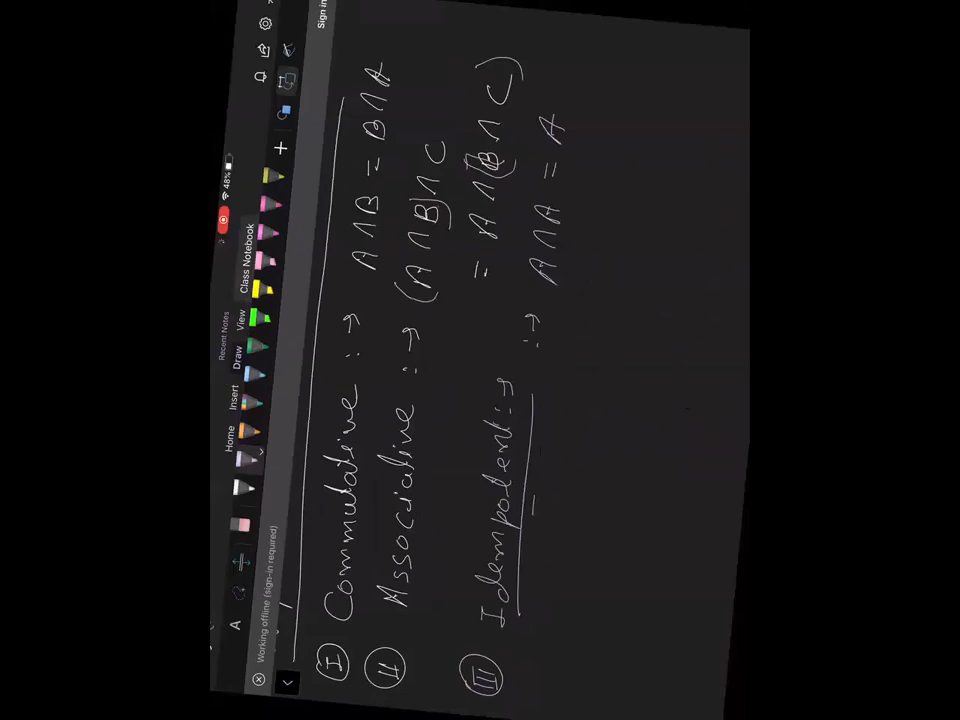 48%
Recent Notes
Home Insert Draw View Class Notebook
Working offline (sign-in required)
Sign in
I Commutative :→ A∩B = B∩A
II Associative :→ (A∩B)∩C
= A∩(B∩C)
III Idempotent :→ A∩A = A